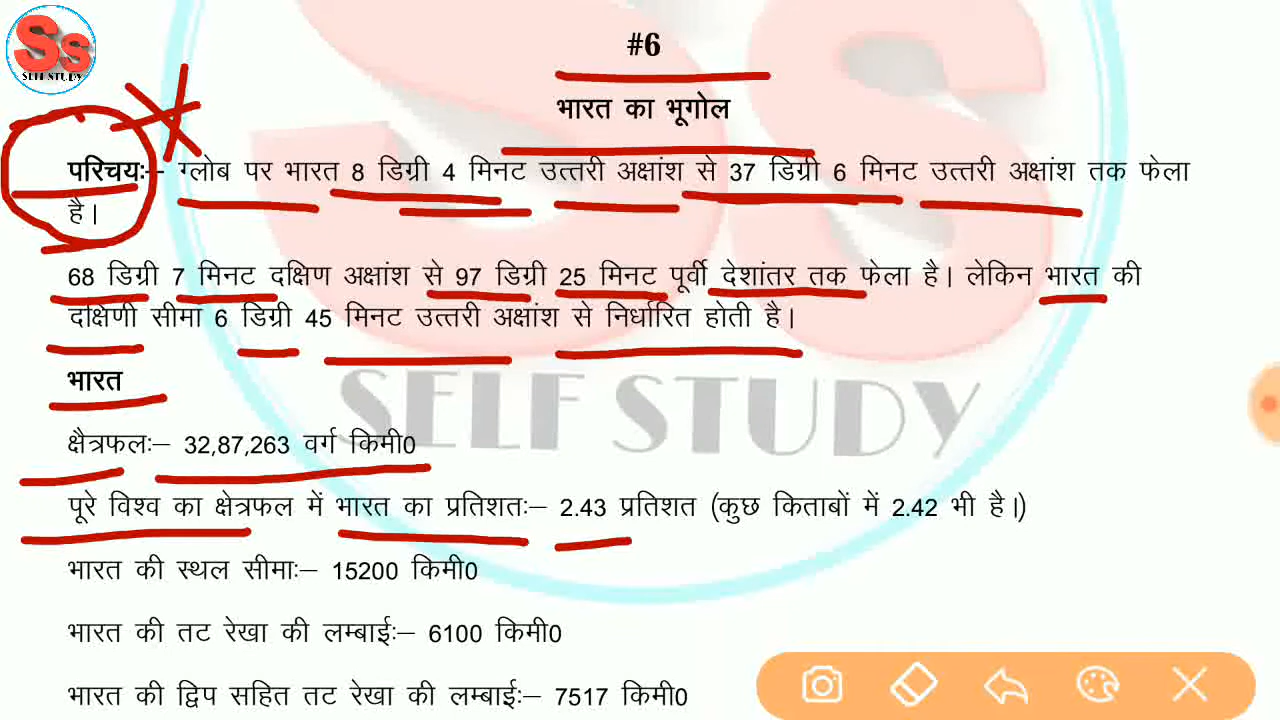 Ss
SELF STUDY
#6
भारत का भूगोल
परिचयः– ग्लोब पर भारत 8 डिग्री 4 मिनट उत्तरी अक्षांश से 37 डिग्री 6 मिनट उत्तरी अक्षांश तक फेला
है।
68 डिग्री 7 मिनट दक्षिण अक्षांश से 97 डिग्री 25 मिनट पूर्वी देशांतर तक फेला है। लेकिन भारत की
दक्षिणी सीमा 6 डिग्री 45 मिनट उत्तरी अक्षांश से निर्धारित होती है।
भारत
SELF STUDY
क्षैत्रफलः– 32,87,263 वर्ग किमी0
पूरे विश्व का क्षेत्रफल में भारत का प्रतिशतः– 2.43 प्रतिशत (कुछ किताबों में 2.42 भी है।)
भारत की स्थल सीमाः– 15200 किमी0
भारत की तट रेखा की लम्बाईः– 6100 किमी0
भारत की द्विप सहित तट रेखा की लम्बाईः– 7517 किमी0